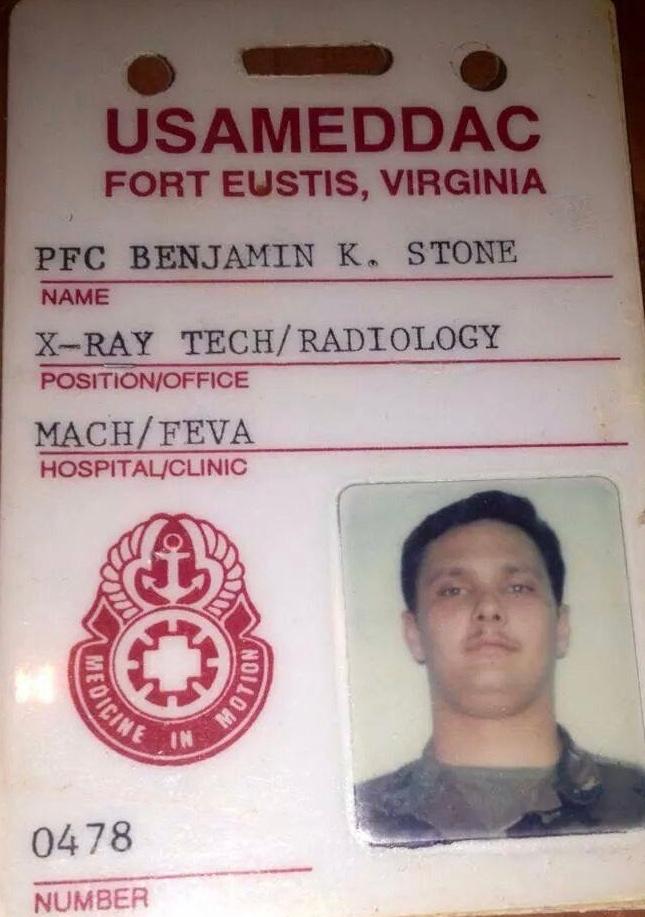 USAMEDDAC
FORT EUSTIS, VIRGINIA
PFC BENJAMIN K. STONE
NAME
X-RAY TECH/RADIOLOGY
POSITION/OFFICE
MACH/FEVA
HOSPITAL/CLINIC
MEDICINE IN MOTION
0478
NUMBER